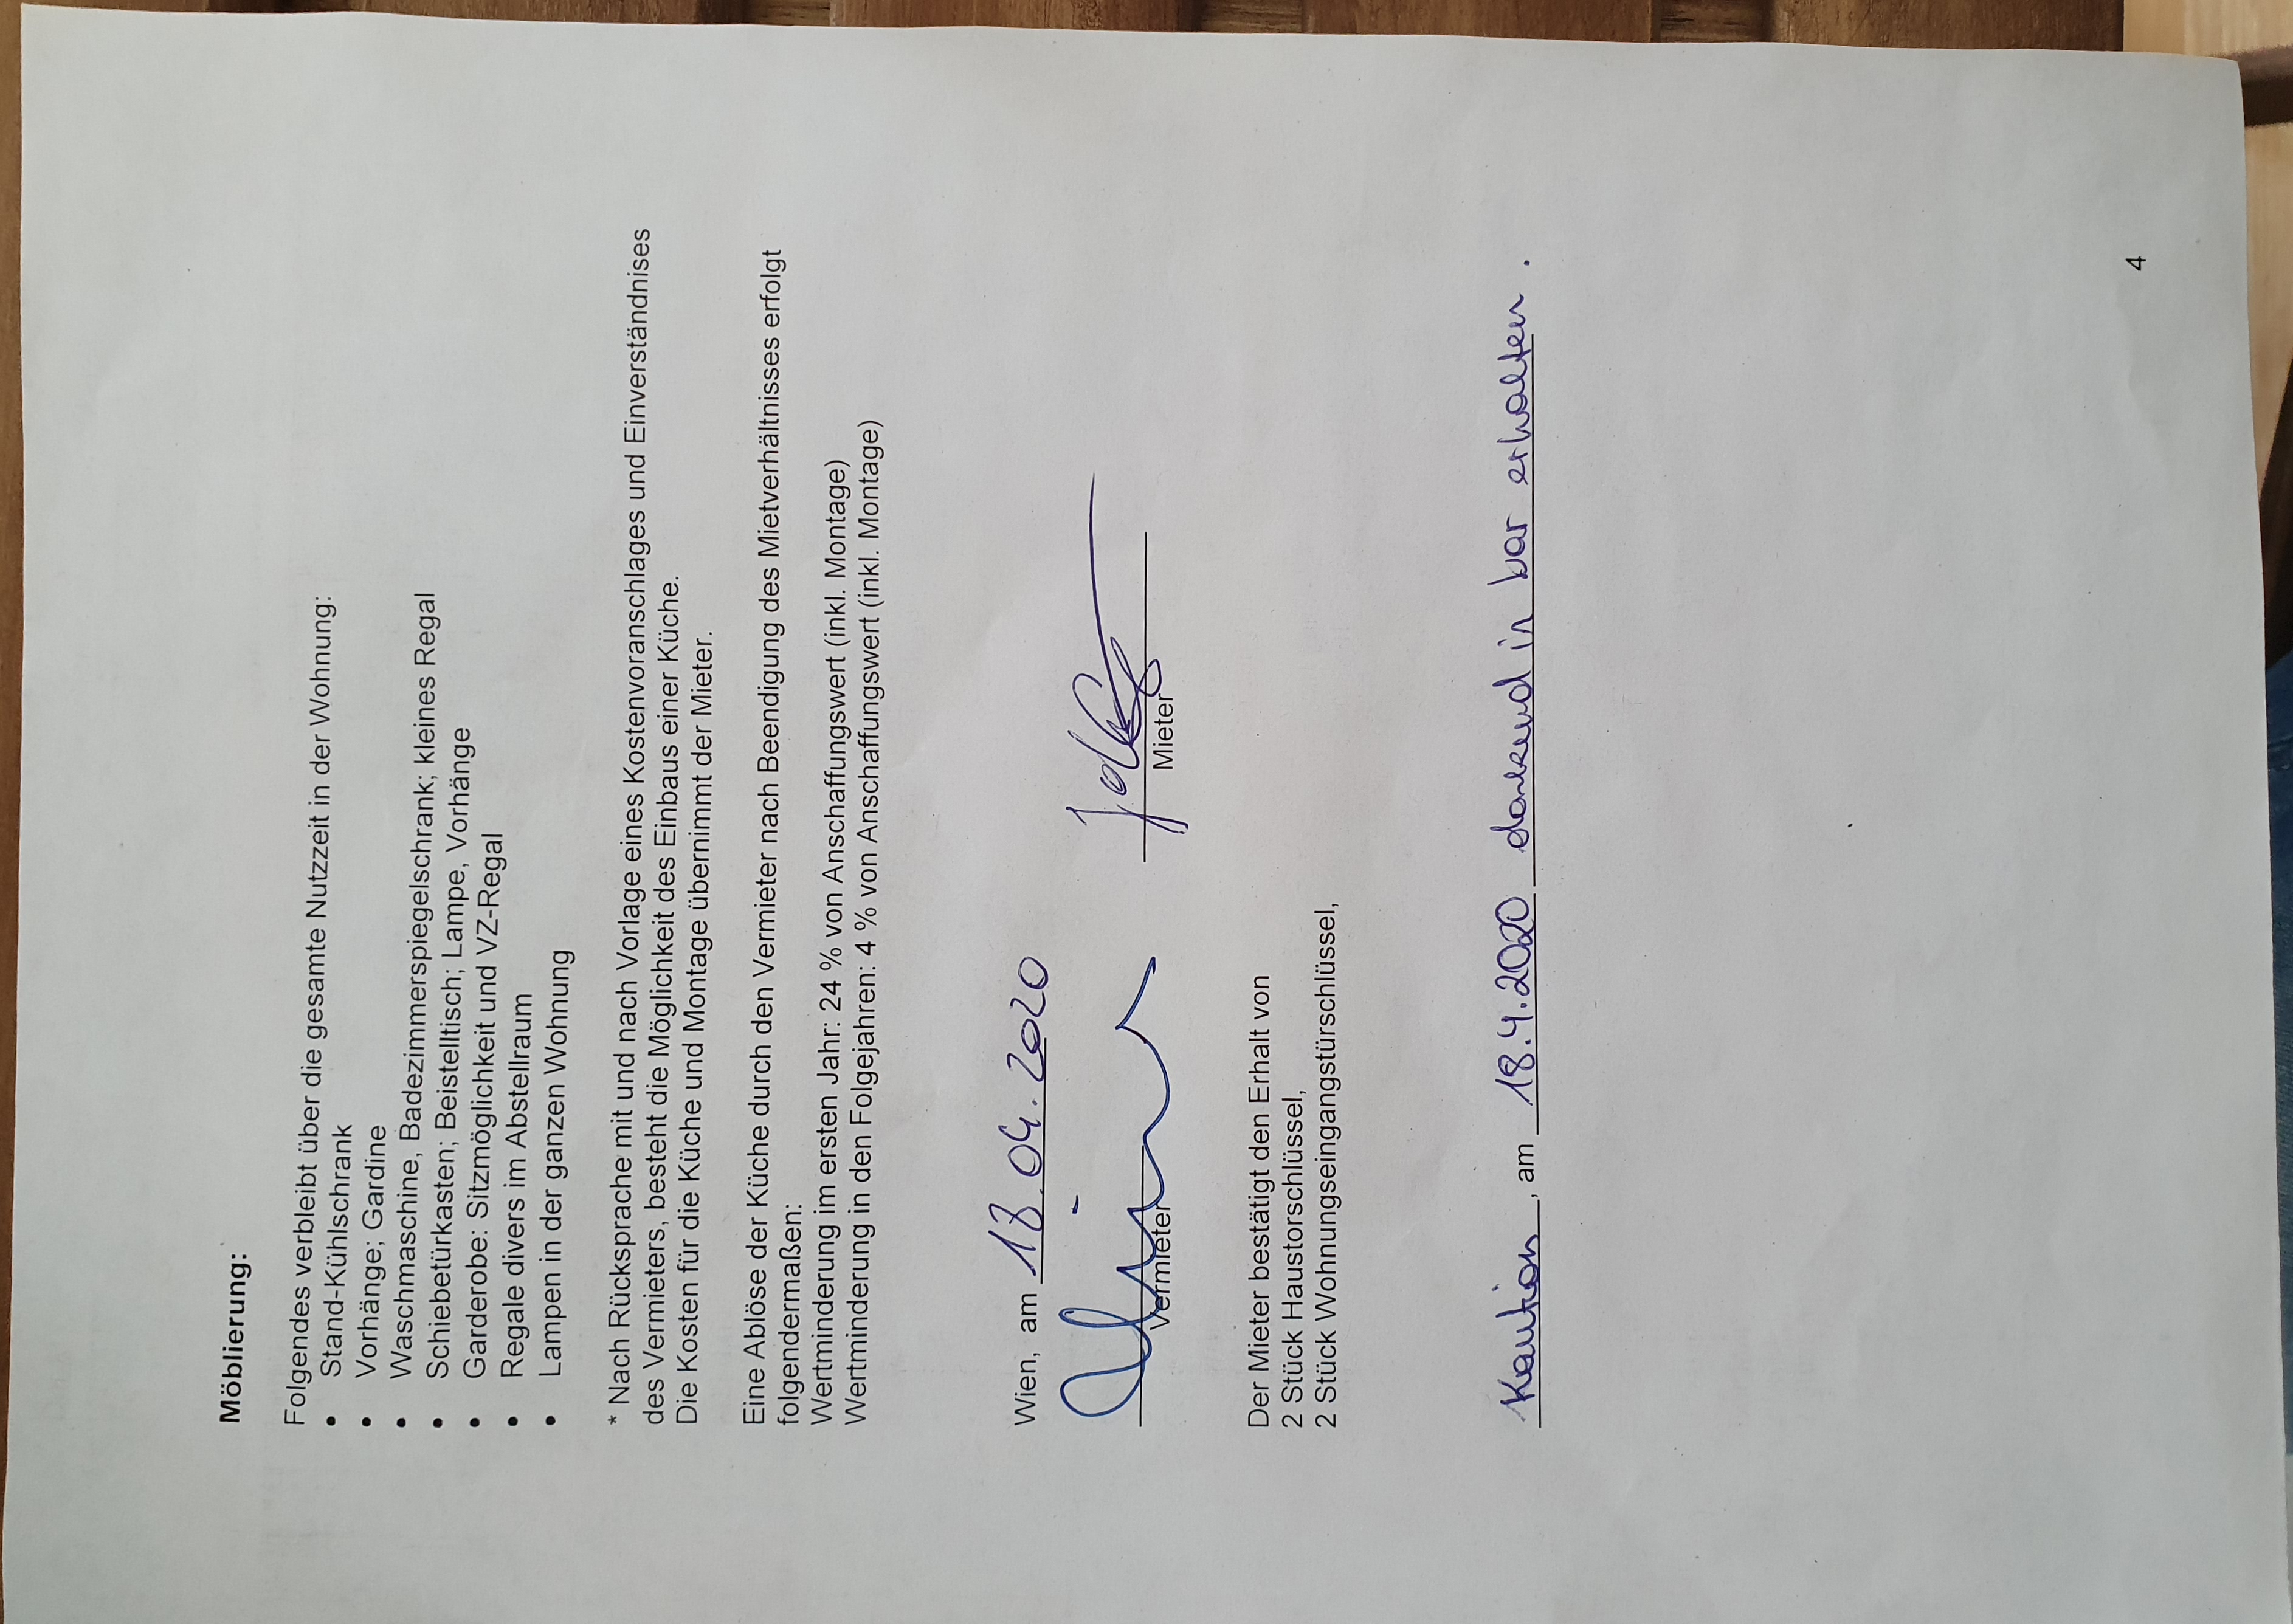 Möblierung:
Folgendes verbleibt über die gesamte Nutzzeit in der Wohnung:
• Stand-Kühlschrank
• Vorhänge; Gardine
• Waschmaschine, Badezimmerspiegelschrank; kleines Regal
• Schiebetürkasten; Beistelltisch; Lampe, Vorhänge
• Garderobe: Sitzmöglichkeit und VZ-Regal
• Regale divers im Abstellraum
• Lampen in der ganzen Wohnung
* Nach Rücksprache mit und nach Vorlage eines Kostenvoranschlages und Einverständnises
des Vermieters, besteht die Möglichkeit des Einbaus einer Küche.
Die Kosten für die Küche und Montage übernimmt der Mieter.
Eine Ablöse der Küche durch den Vermieter nach Beendigung des Mietverhältnisses erfolgt
folgendermaßen:
Wertminderung im ersten Jahr: 24 % von Anschaffungswert (inkl. Montage)
Wertminderung in den Folgejahren: 4 % von Anschaffungswert (inkl. Montage)
Wien, am 18.04.2020
Vermieter Mieter
Der Mieter bestätigt den Erhalt von
2 Stück Haustorschlüssel,
2 Stück Wohnungseingangstürschlüssel,
Kaution, am 18.4.2020 dankend in bar erhalten.
4